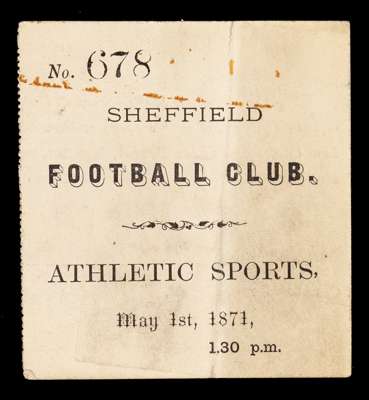 No. 678
SHEFFIELD
FOOTBALL CLUB.
ATHLETIC SPORTS,
May 1st, 1871,
1.30 p.m.